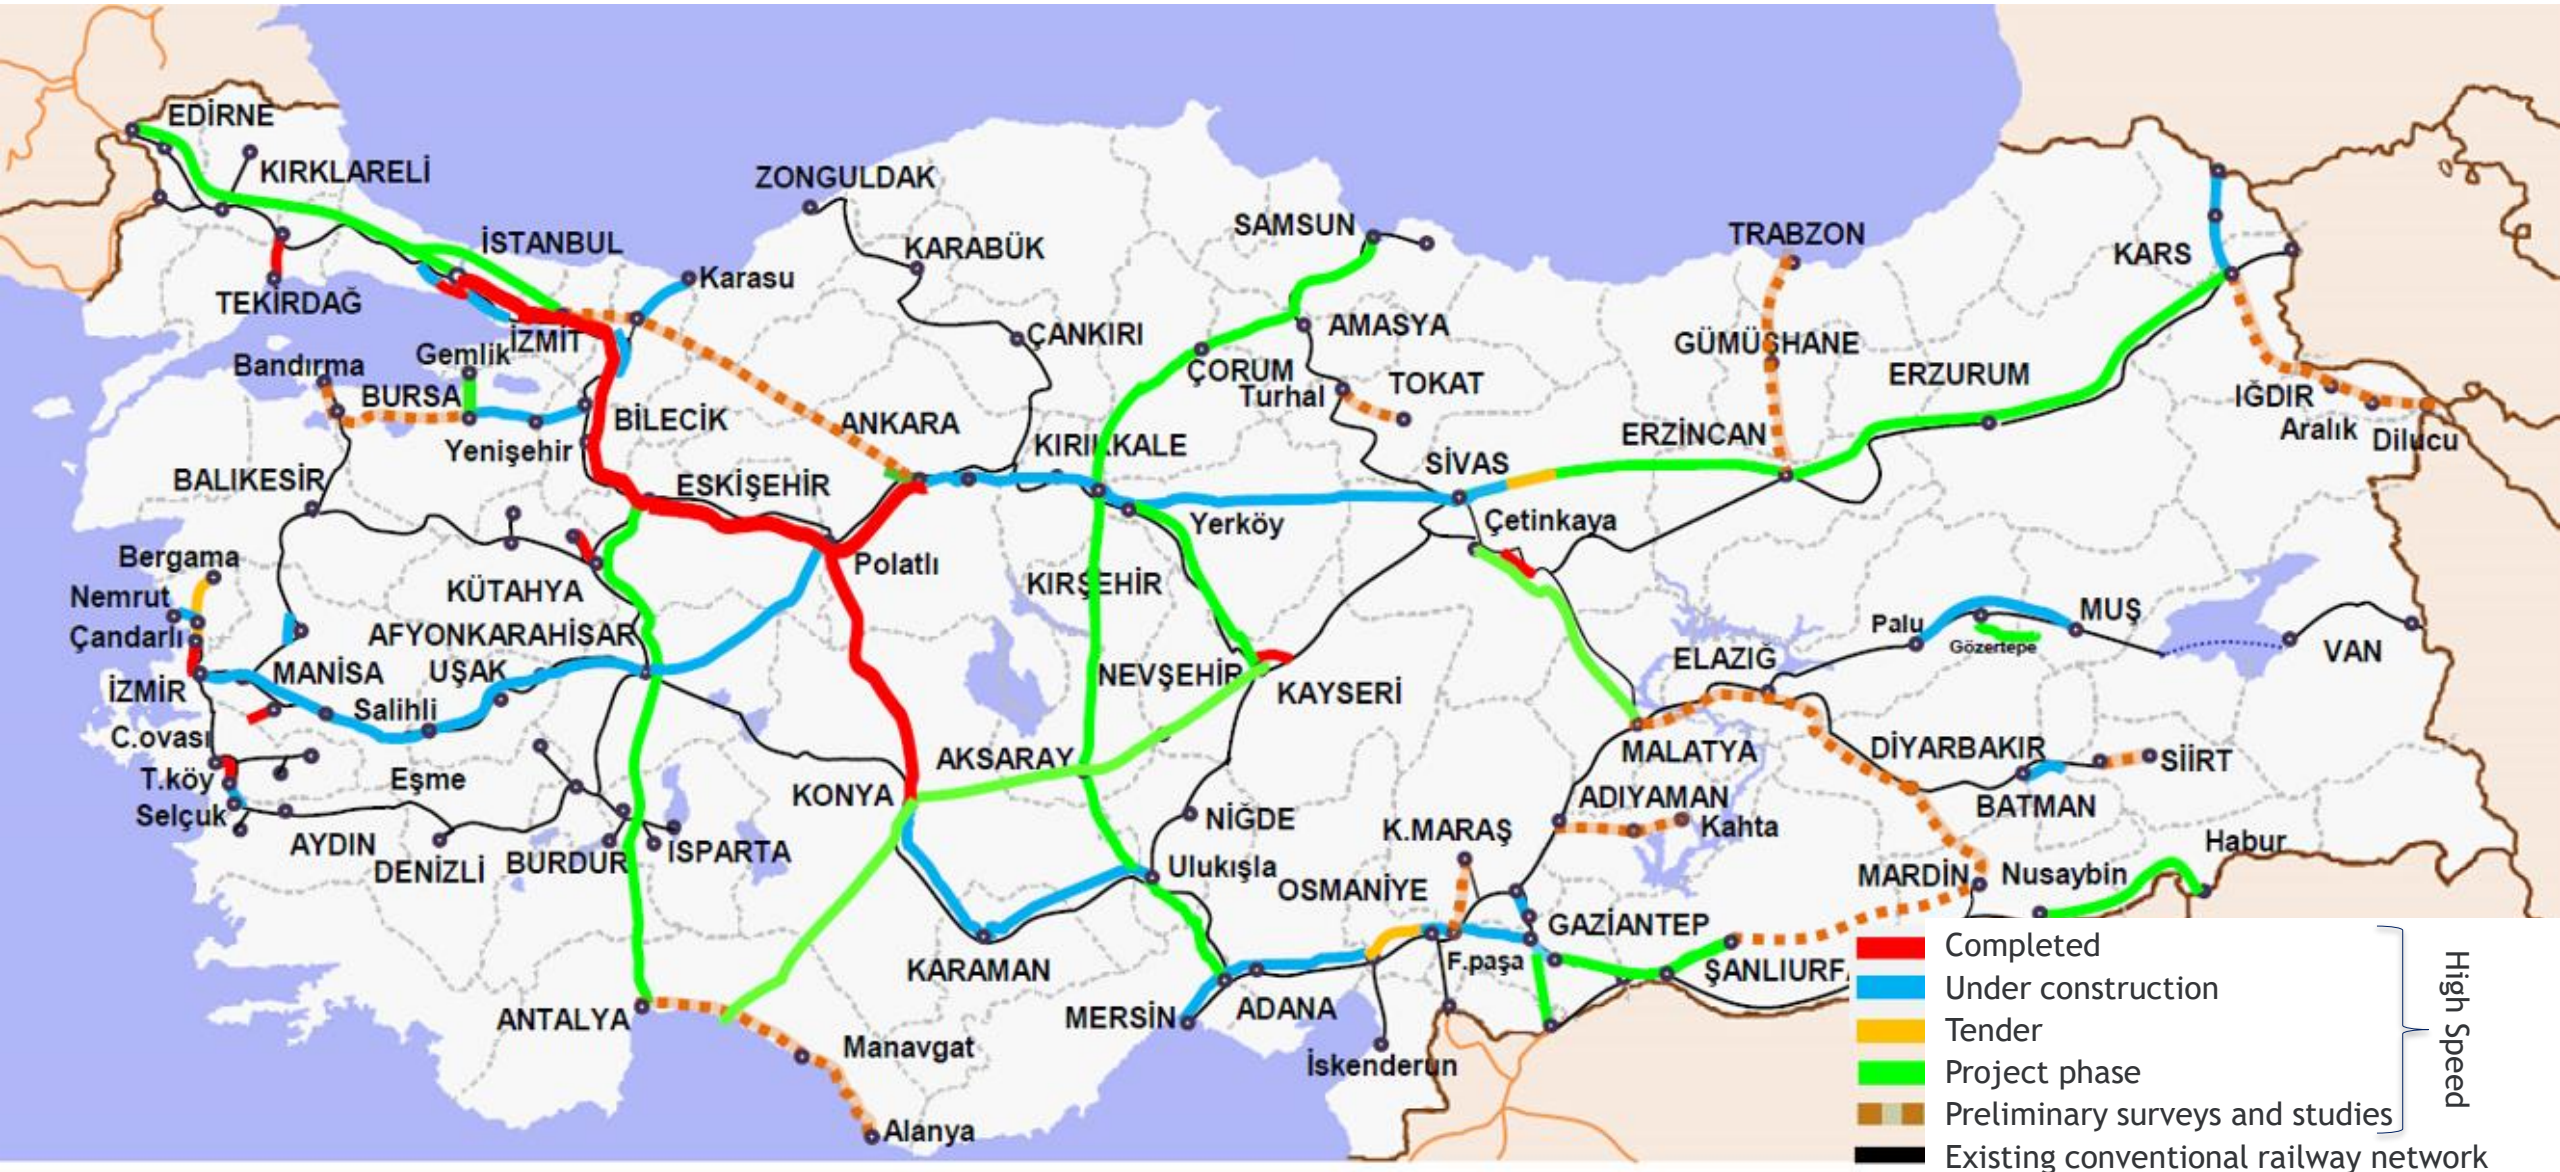 EDİRNE
KIRKLARELİ
ZONGULDAK
SAMSUN
İSTANBUL
KARABÜK
TRABZON
KARS
Karasu
TEKİRDAĞ
İZMİT
ÇANKIRI
AMASYA
GÜMÜŞHANE
Gemlik
Bandırma
ÇORUM
TOKAT
ERZURUM
BURSA
Turhal
IĞDIR
BİLECİK
ANKARA
KIRIKKALE
ERZİNCAN
Aralık
Dilucu
Yenişehir
SİVAS
BALIKESİR
ESKİŞEHİR
Yerköy
Çetinkaya
Bergama
Polatlı
KIRŞEHİR
Nemrut
KÜTAHYA
Çandarlı
AFYONKARAHİSAR
Palu
MUŞ
Gözertepe
VAN
MANİSA
UŞAK
NEVŞEHİR
ELAZIĞ
İZMİR
Salihli
KAYSERİ
C.ovası
AKSARAY
MALATYA
DİYARBAKIR
SİİRT
T.köy
Eşme
KONYA
ADIYAMAN
BATMAN
Selçuk
NİĞDE
K.MARAŞ
Kahta
AYDIN
DENİZLİ
BURDUR
ISPARTA
Ulukışla
OSMANİYE
MARDİN
Nusaybin
Habur
GAZİANTEP
KARAMAN
F.paşa
ANTALYA
MERSİN
ADANA
Manavgat
İskenderun
Alanya
Completed
Under construction
Tender
Project phase
Preliminary surveys and studies
Existing conventional railway network
High Speed